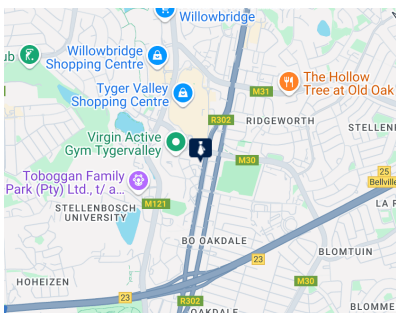 Willowbridge
ub
Willowbridge
Shopping Centre
Tyger Valley
Shopping Centre
The Hollow
Tree at Old Oak
M31
R302
RIDGEWORTH
STELLEN
Virgin Active
Gym Tygervalley
M30
Toboggan Family
Park (Pty) Ltd., t/ a...
25
Bellville
M121
STELLENBOSCH
UNIVERSITY
LA R
BO OAKDALE
BLOMTUIN
23
HOHEIZEN
M30
23
R302
OAKDALE